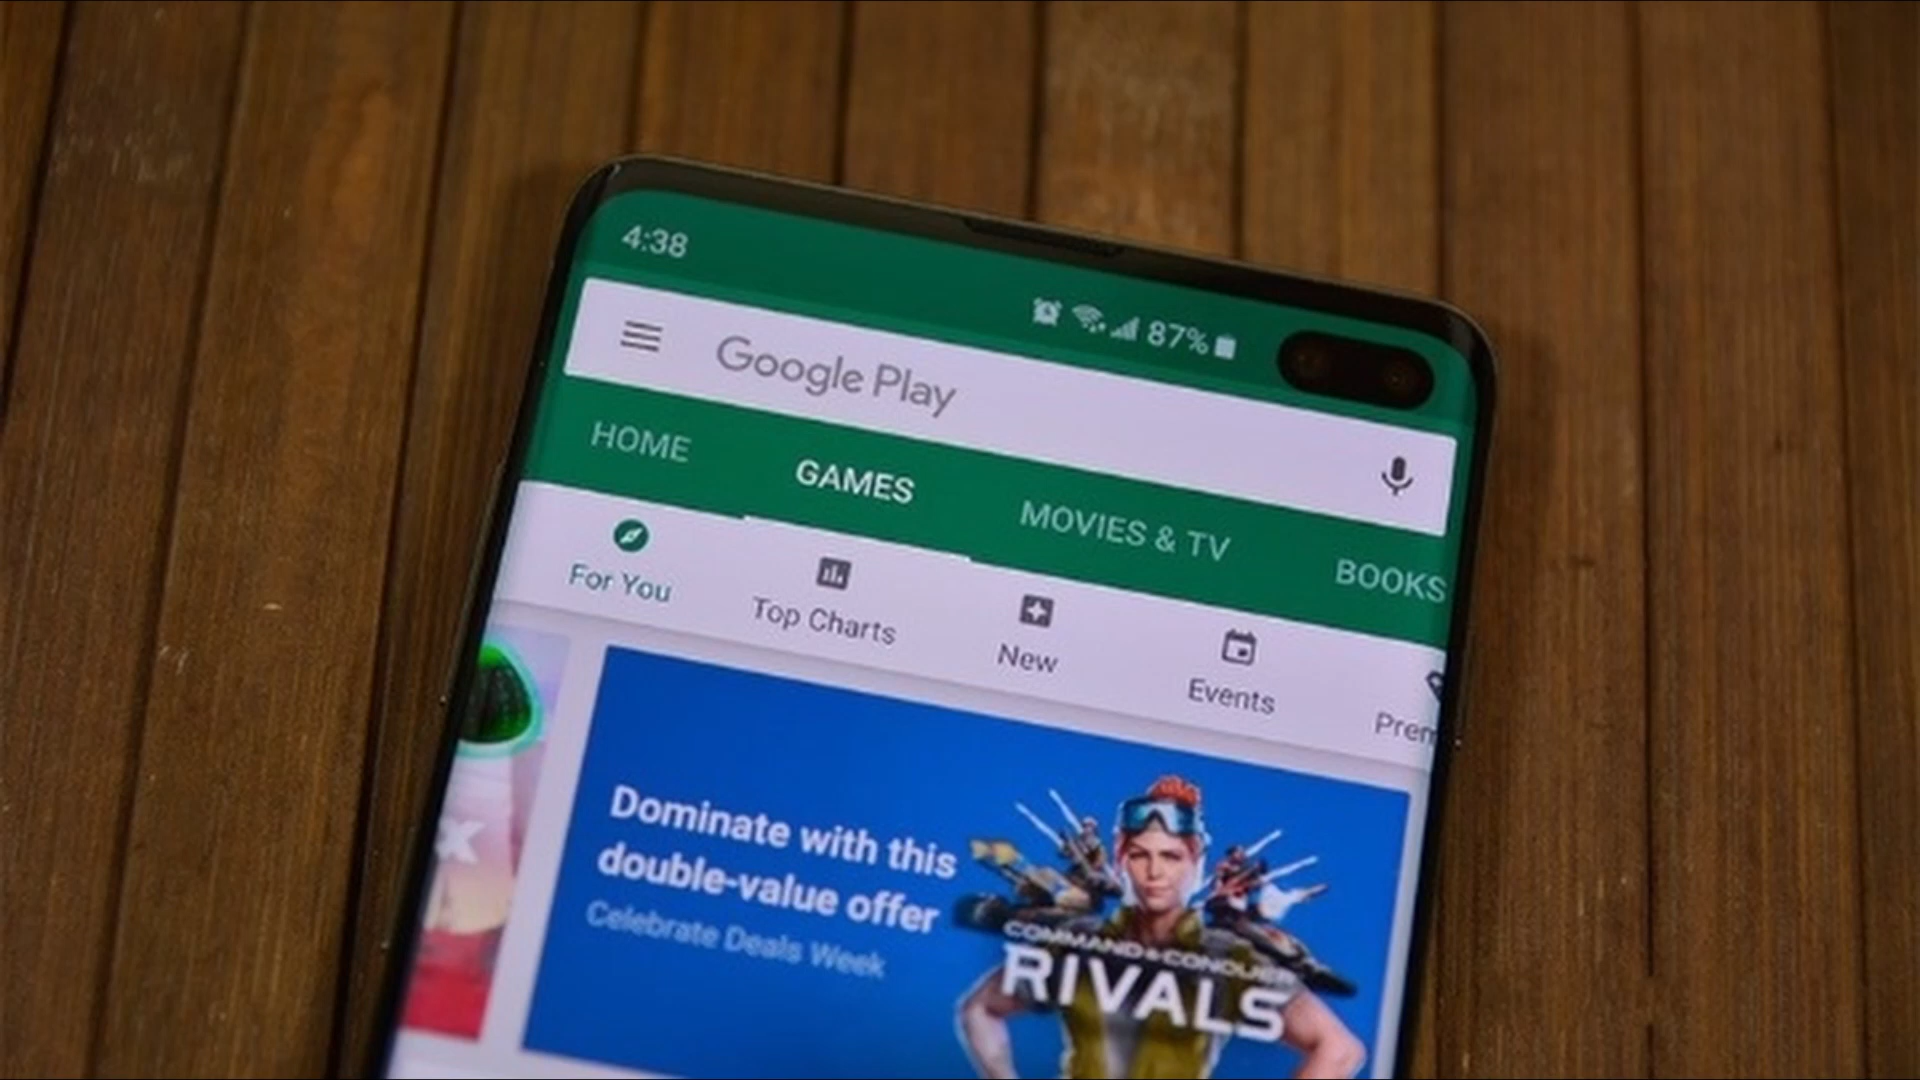 4:38
87%
Google Play
HOME
GAMES
MOVIES & TV
BOOKS
For You
Top Charts
New
Events
Prem
Dominate with this
double-value offer
Celebrate Deals Week
COMMAND & CONQUER
RIVALS
X